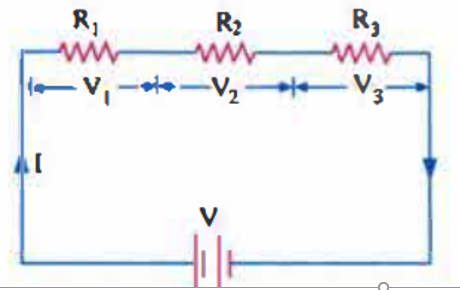 R₁ R₂ R₃
V₁ V₂ V₃
I
V